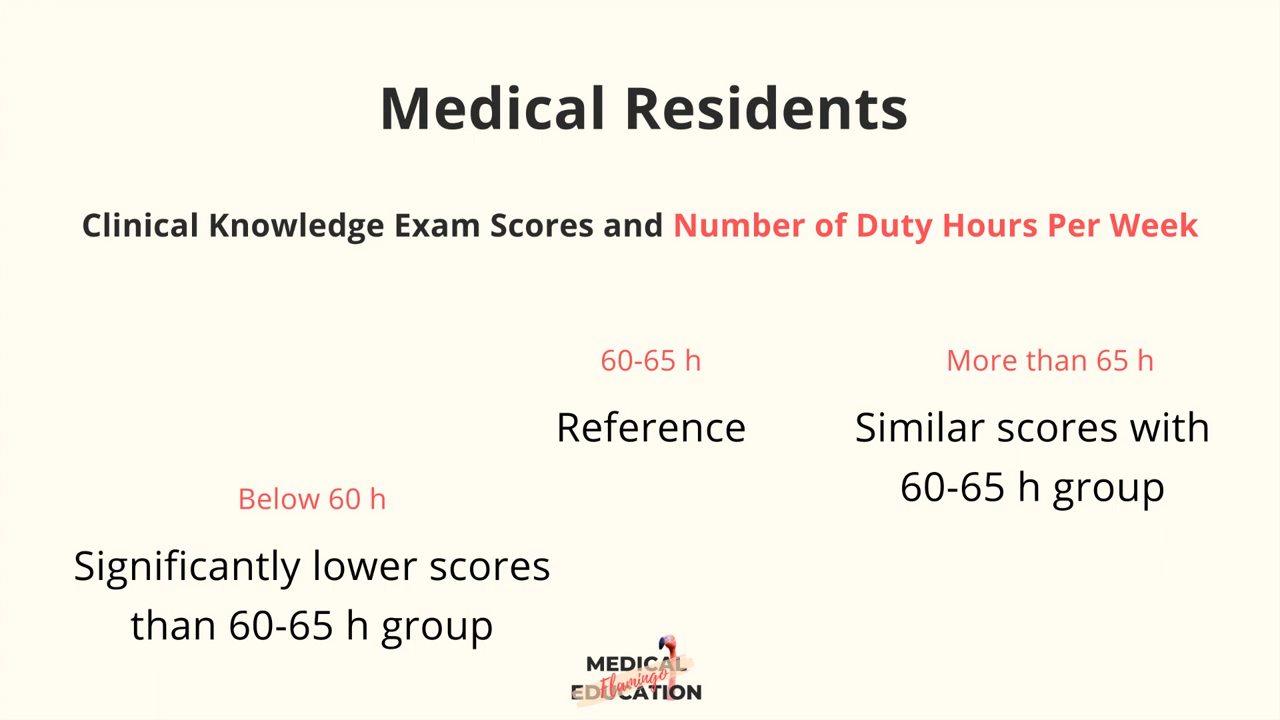 Medical Residents
Clinical Knowledge Exam Scores and Number of Duty Hours Per Week
60-65 h
Reference
More than 65 h
Similar scores with
60-65 h group
Below 60 h
Significantly lower scores
than 60-65 h group
MEDICAL
Flamingo
EDUCATION